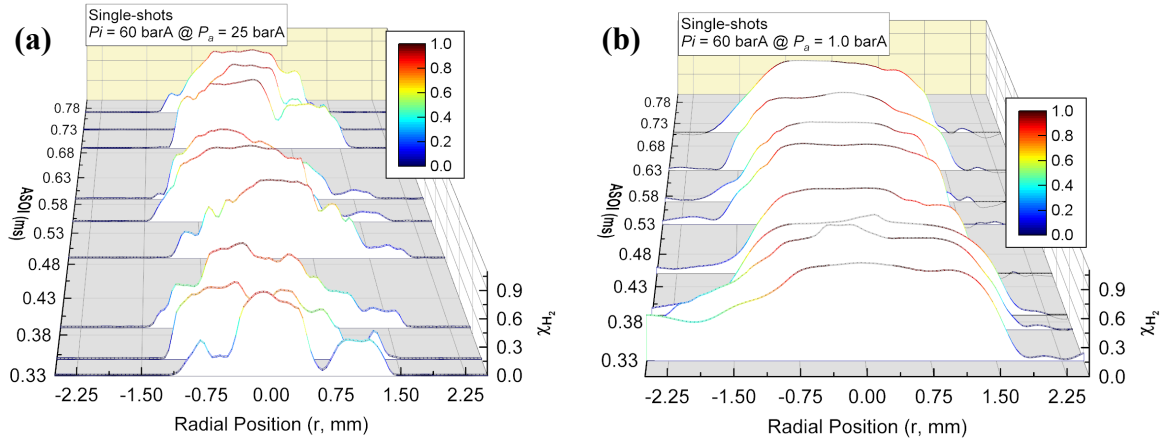 (a)
Single-shots
Pi = 60 barA @ Pa = 25 barA
1.0
0.8
0.6
0.4
0.2
0.0
0.78
0.73
0.68
0.63
0.58
0.53
0.48
0.43
0.38
0.33
ASOI (ms)
0.9
0.6
0.3
0.0
χH2
-2.25 -1.50 -0.75 0.00 0.75 1.50 2.25
Radial Position (r, mm)
(b)
Single-shots
Pi = 60 barA @ Pa = 1.0 barA
1.0
0.8
0.6
0.4
0.2
0.0
0.78
0.73
0.68
0.63
0.58
0.53
0.48
0.43
0.38
0.33
ASOI (ms)
0.9
0.6
0.3
0.0
χH2
-2.25 -1.50 -0.75 0.00 0.75 1.50 2.25
Radial Position (r, mm)